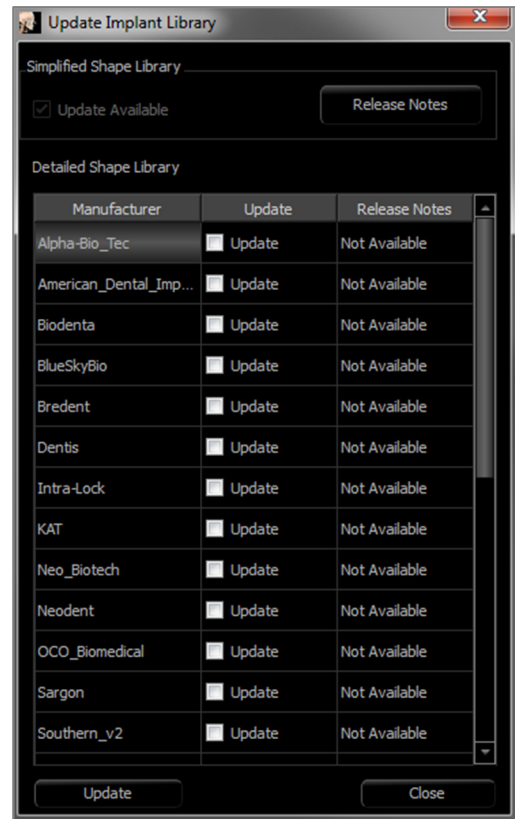 Update Implant Library
Simplified Shape Library
Update Available
Release Notes
Detailed Shape Library
Manufacturer Update Release Notes
Alpha-Bio_Tec Update Not Available
American_Dental_Imp... Update Not Available
Biodenta Update Not Available
BlueSkyBio Update Not Available
Bredent Update Not Available
Dentis Update Not Available
Intra-Lock Update Not Available
KAT Update Not Available
Neo_Biotech Update Not Available
Neodent Update Not Available
OCO_Biomedical Update Not Available
Sargon Update Not Available
Southern_v2 Update Not Available
Update Close